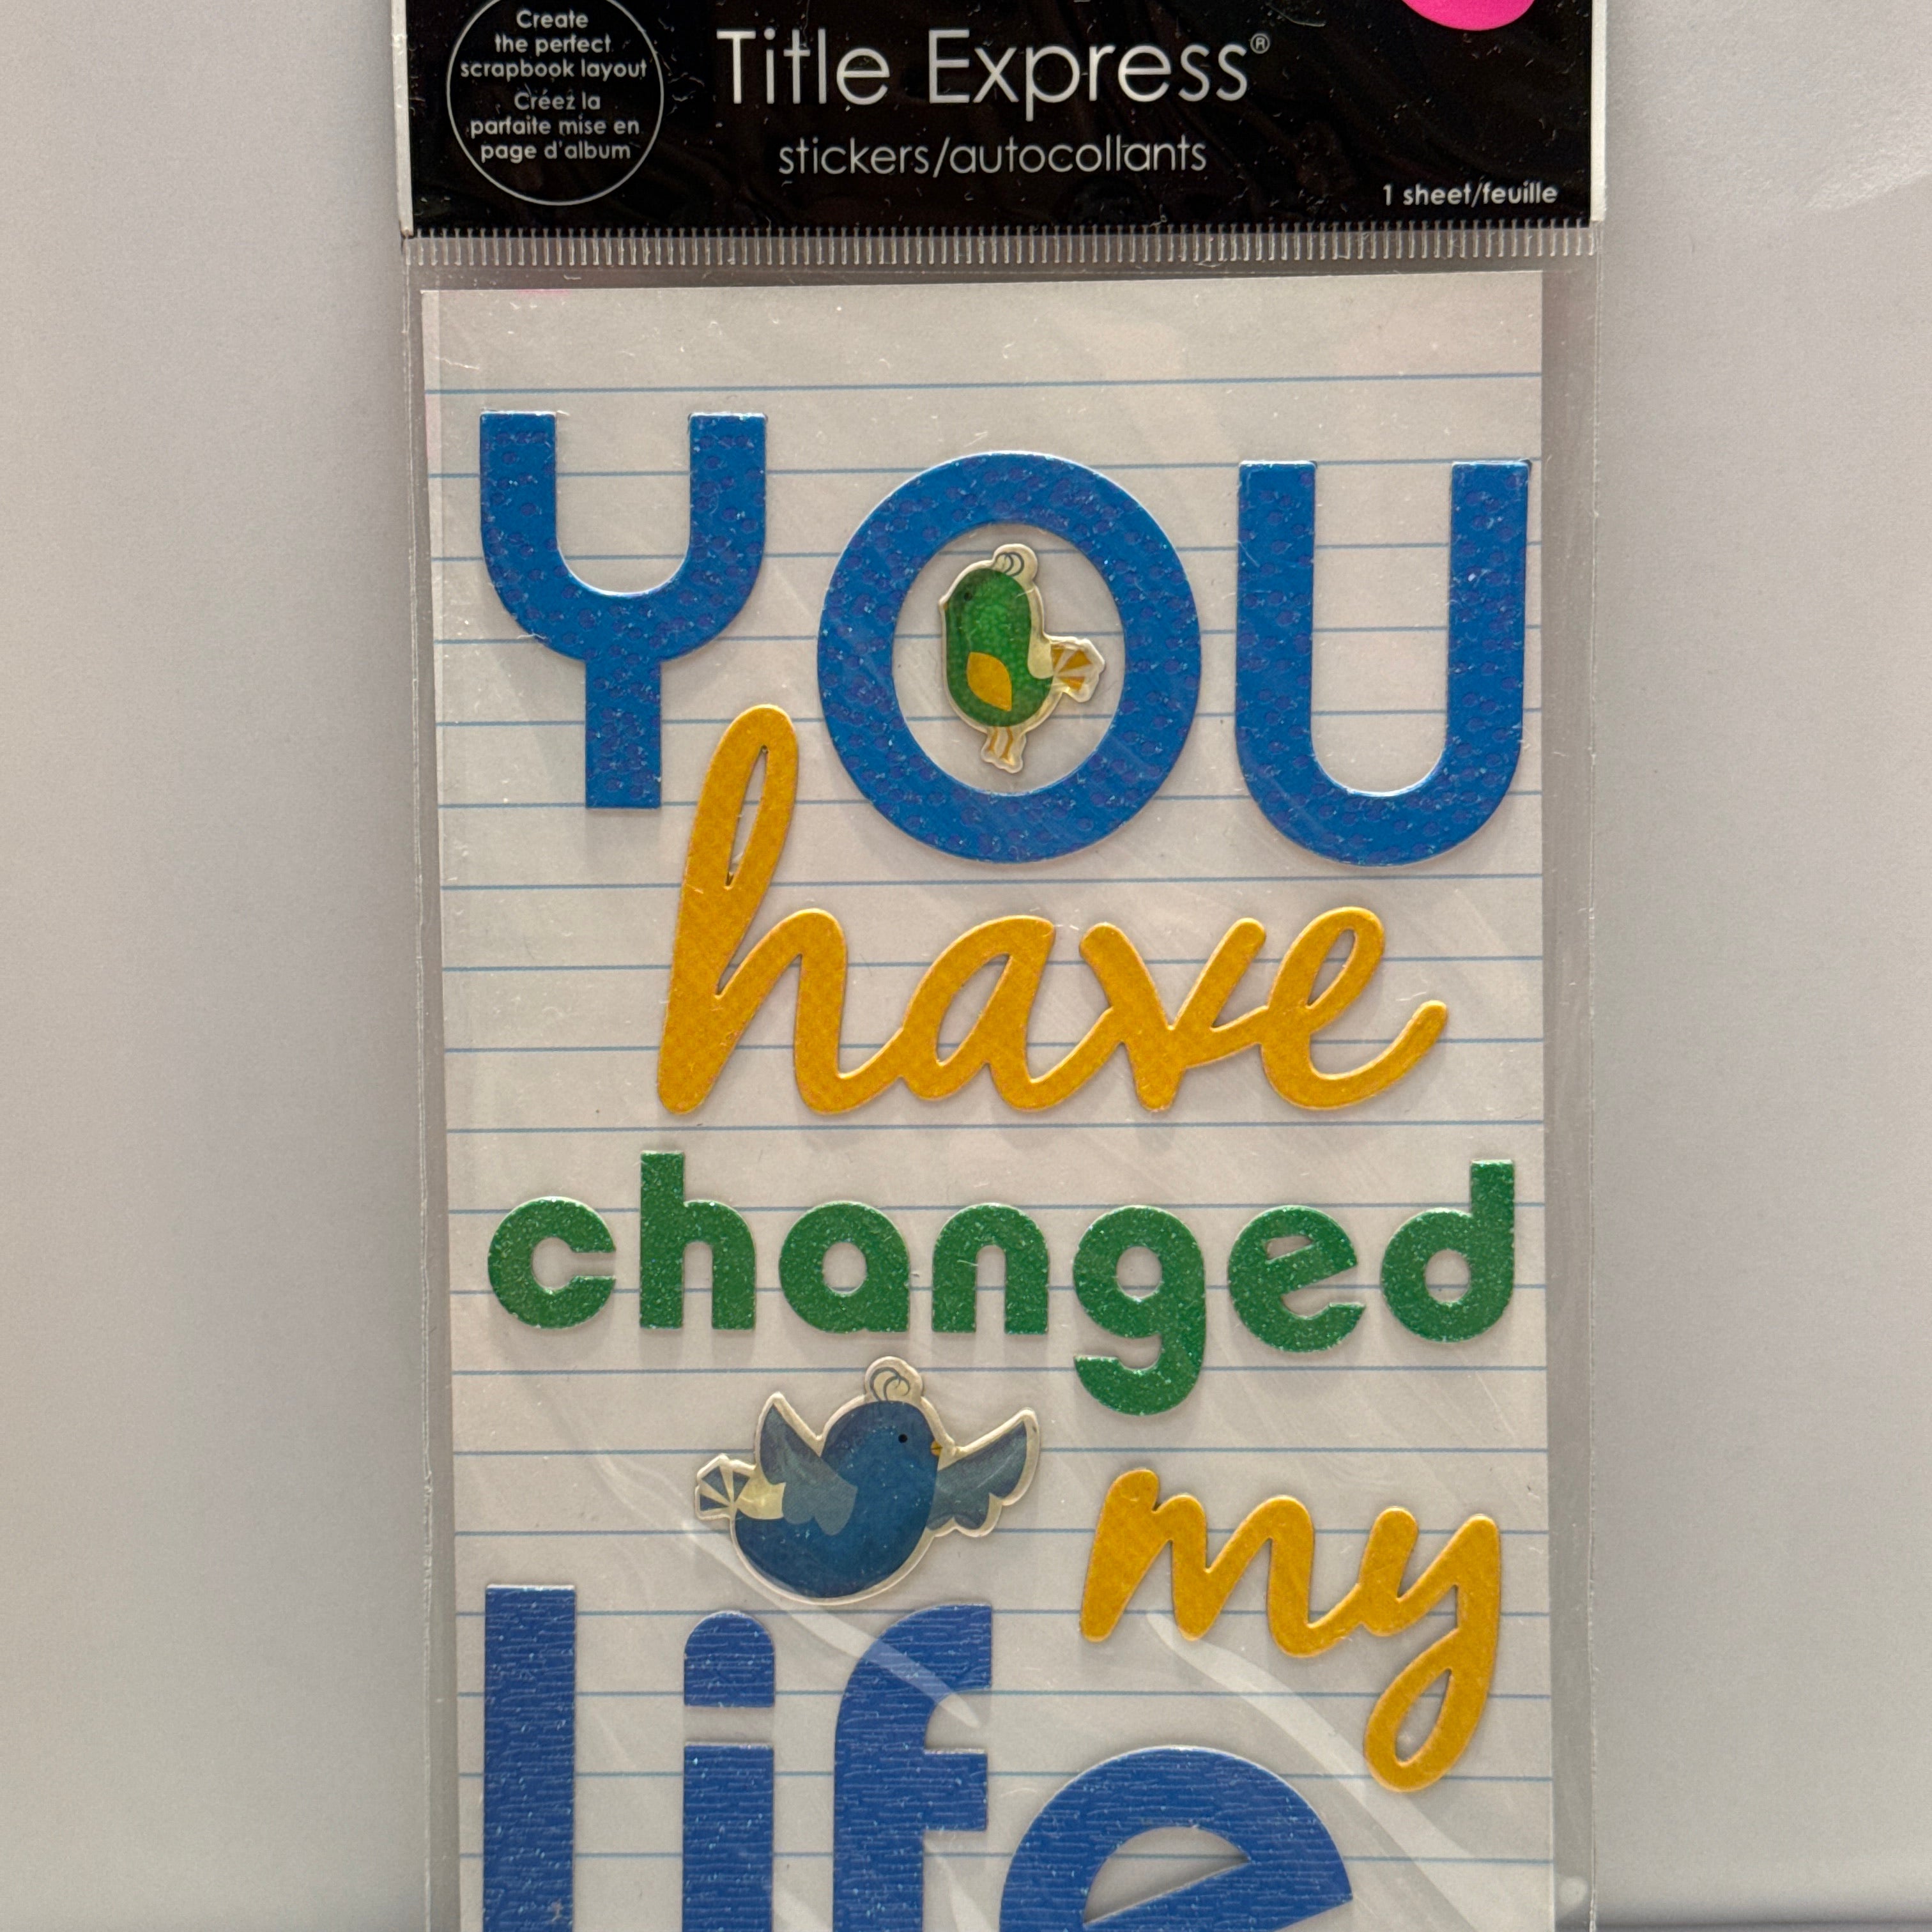 Create
the perfect
scrapbook layout
Créez la
parfaite mise en
page d'album
Title Express®
stickers/autocollants
1 sheet/feuille
YOU
have
changed
my
life